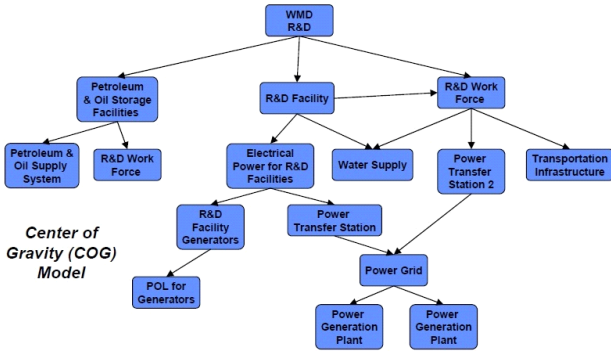 WMD
R&D
Petroleum
& Oil Storage
Facilities
R&D Facility
R&D Work
Force
Petroleum &
Oil Supply
System
R&D Work
Force
Electrical
Power for R&D
Facilities
Water Supply
Power
Transfer
Station 2
Transportation
Infrastructure
Center of
Gravity (COG)
Model
R&D
Facility
Generators
Power
Transfer Station
POL for
Generators
Power Grid
Power
Generation
Plant
Power
Generation
Plant